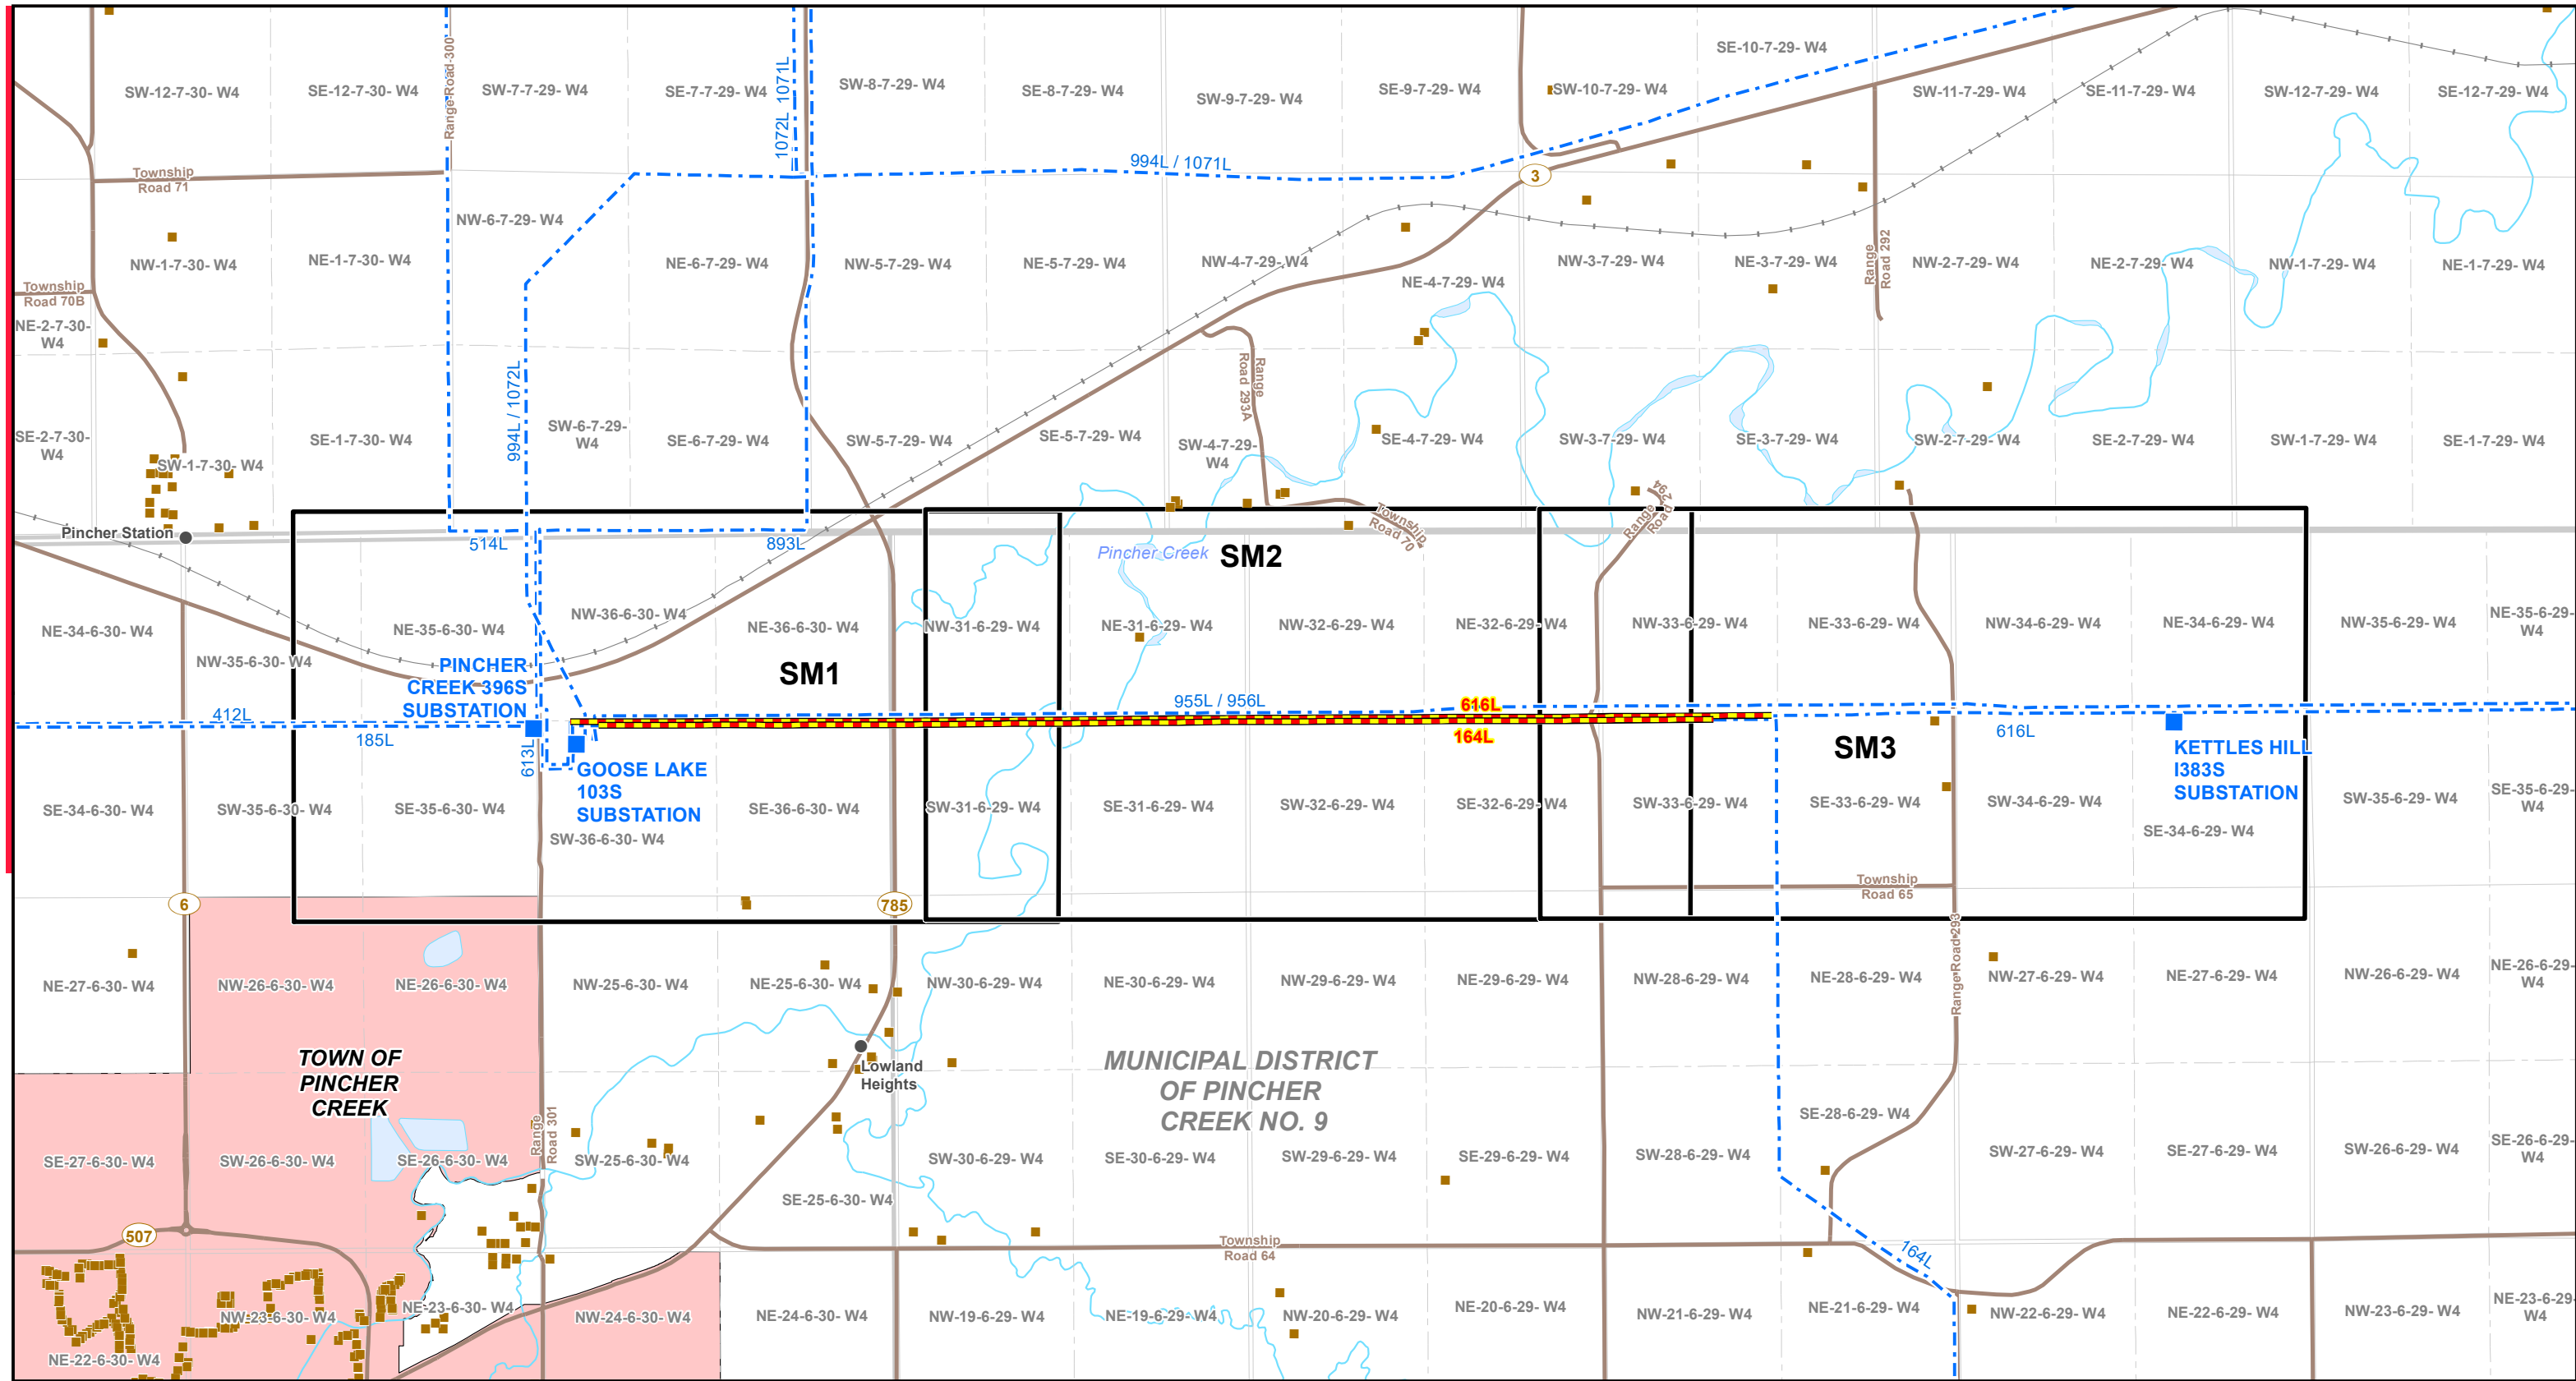 SE-10-7-29- W4
SW-12-7-30- W4
SE-12-7-30- W4
Range Road 300
SW-7-7-29- W4
SE-7-7-29- W4
1072L 1071L
SW-8-7-29- W4
SE-8-7-29- W4
SW-9-7-29- W4
SE-9-7-29- W4
SW-10-7-29- W4
SW-11-7-29- W4
SE-11-7-29- W4
SW-12-7-29- W4
SE-12-7-29- W4
Township
Road 71
994L / 1071L
3
NW-6-7-29- W4
NW-1-7-30- W4
NE-1-7-30- W4
NE-6-7-29- W4
NW-5-7-29- W4
NE-5-7-29- W4
NW-4-7-29- W4
NE-4-7-29- W4
NW-3-7-29- W4
NE-3-7-29- W4
Range
Road 292
NW-2-7-29- W4
NE-2-7-29- W4
NW-1-7-29- W4
NE-1-7-29- W4
Township
Road 70B
NE-2-7-30-
W4
994L / 1072L
Range
Road 293A
SE-2-7-30-
W4
SW-1-7-30- W4
SE-1-7-30- W4
SW-6-7-29-
W4
SE-6-7-29- W4
SW-5-7-29- W4
SE-5-7-29- W4
SW-4-7-29-
W4
SE-4-7-29- W4
SW-3-7-29- W4
SE-3-7-29- W4
SW-2-7-29- W4
SE-2-7-29- W4
SW-1-7-29- W4
SE-1-7-29- W4
Pincher Station
514L
893L
Pincher Creek
SM2
Township
Road 70
Range
Road 294
NE-34-6-30- W4
NW-35-6-30- W4
NE-35-6-30- W4
NW-36-6-30- W4
NE-36-6-30- W4
NW-31-6-29- W4
NE-31-6-29- W4
NW-32-6-29- W4
NE-32-6-29- W4
NW-33-6-29- W4
NE-33-6-29- W4
NW-34-6-29- W4
NE-34-6-29- W4
NW-35-6-29- W4
NE-35-6-29-
W4
PINCHER
CREEK 396S
SUBSTATION
SM1
412L
185L
613L
955L / 956L
616L
164L
SM3
616L
GOOSE LAKE
103S
SUBSTATION
KETTLES HILL
I383S
SUBSTATION
SE-34-6-30- W4
SW-35-6-30- W4
SE-35-6-30- W4
SW-36-6-30- W4
SE-36-6-30- W4
SW-31-6-29- W4
SE-31-6-29- W4
SW-32-6-29- W4
SE-32-6-29- W4
SW-33-6-29- W4
SE-33-6-29- W4
SW-34-6-29- W4
SE-34-6-29- W4
SW-35-6-29- W4
SE-35-6-29-
W4
Township
Road 65
6
785
Range Road 293
NE-27-6-30- W4
NW-26-6-30- W4
NE-26-6-30- W4
NW-25-6-30- W4
NE-25-6-30- W4
NW-30-6-29- W4
NE-30-6-29- W4
NW-29-6-29- W4
NE-29-6-29- W4
NW-28-6-29- W4
NE-28-6-29- W4
NW-27-6-29- W4
NE-27-6-29- W4
NW-26-6-29- W4
NE-26-6-29-
W4
TOWN OF
PINCHER
CREEK
Lowland
Heights
MUNICIPAL DISTRICT
OF PINCHER
CREEK NO. 9
Range
Road 301
SE-27-6-30- W4
SW-26-6-30- W4
SE-26-6-30- W4
SW-25-6-30- W4
SE-25-6-30- W4
SW-30-6-29- W4
SE-30-6-29- W4
SW-29-6-29- W4
SE-29-6-29- W4
SW-28-6-29- W4
SE-28-6-29- W4
SW-27-6-29- W4
SE-27-6-29- W4
SW-26-6-29- W4
SE-26-6-29-
W4
507
Township
Road 64
164L
NE-22-6-30- W4
NW-23-6-30- W4
NE-23-6-30- W4
NW-24-6-30- W4
NE-24-6-30- W4
NW-19-6-29- W4
NE-19-6-29- W4
NW-20-6-29- W4
NE-20-6-29- W4
NW-21-6-29- W4
NE-21-6-29- W4
NW-22-6-29- W4
NE-22-6-29- W4
NW-23-6-29- W4
NE-23-6-29-
W4